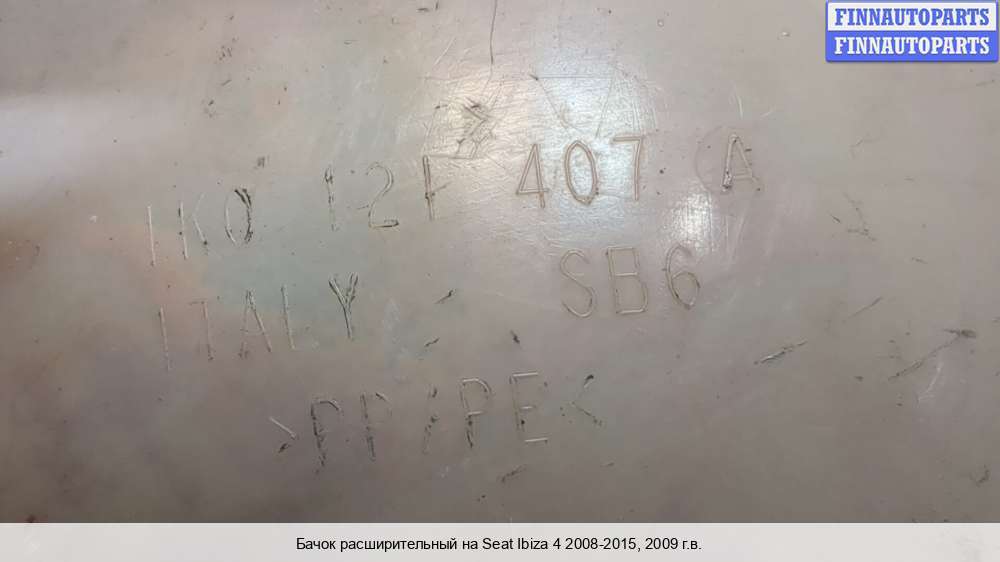 FINNAUTOPARTS
FINNAUTOPARTS
1K0 121 407 A
ITALY SB6
>PP/PE<
Бачок расширительный на Seat Ibiza 4 2008-2015, 2009 г.в.